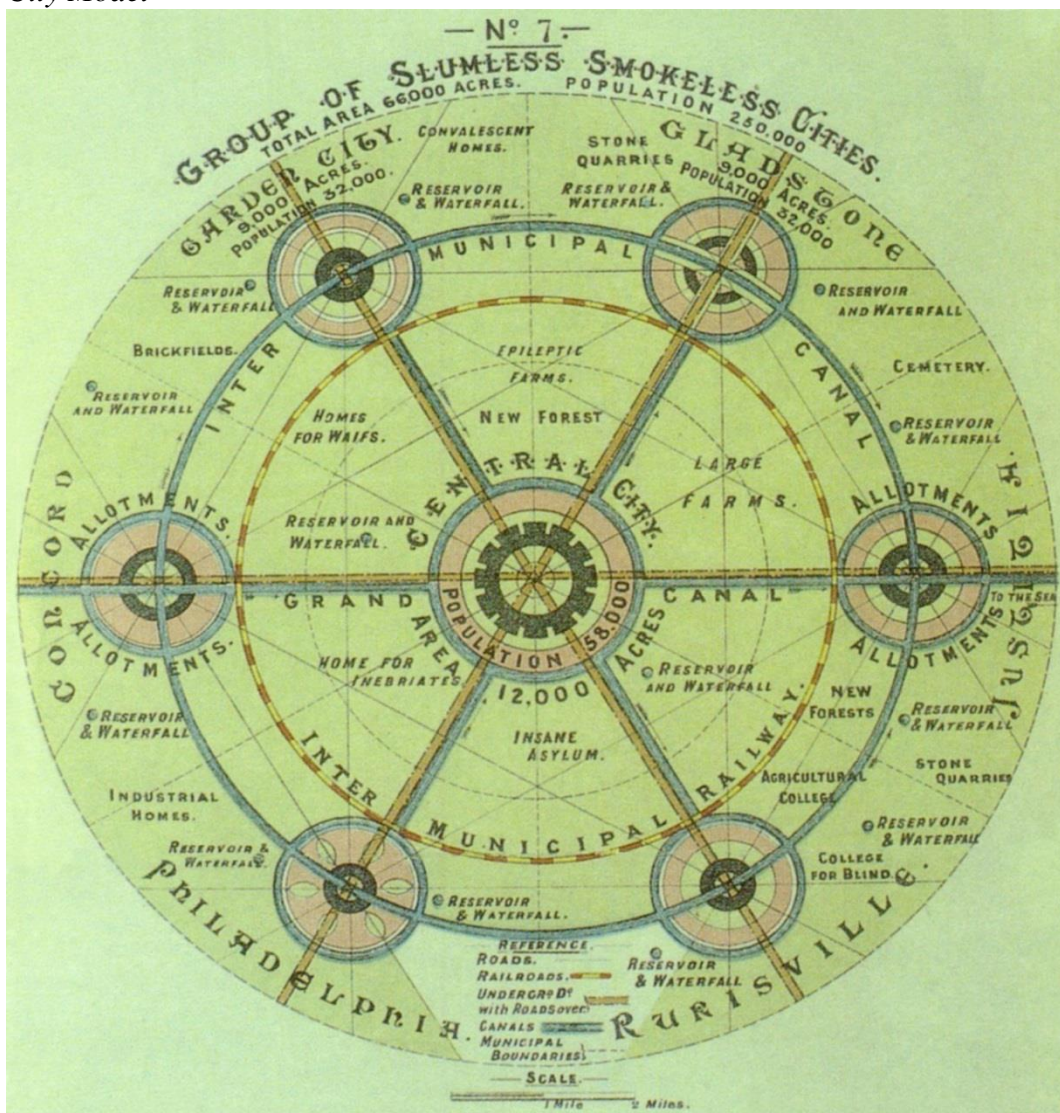 City Model
— No 7. —
GROUP OF SLUMLESS SMOKELESS CITIES.
TOTAL AREA 66,000 ACRES. POPULATION 250,000
GARDEN CITY.
9,000 ACRES.
POPULATION 32,000.
CONVALESCENT
HOMES.
STONE
QUARRIES
GLADSTONE
9,000 ACRES.
POPULATION
32,000
RESERVOIR
& WATERFALL.
RESERVOIR &
WATERFALL.
INTER MUNICIPAL CANAL
RESERVOIR
& WATERFALL
RESERVOIR
AND WATERFALL
BRICKFIELDS.
EPILEPTIC
FARMS.
CEMETERY.
RESERVOIR
AND WATERFALL
HOMES
FOR WAIFS.
NEW FOREST
RESERVOIR
& WATERFALL
LARGE
FARMS.
CENTRAL CITY.
CONCORD
ALLOTMENTS.
RESERVOIR AND
WATERFALL.
ALLOTMENTS
JUSTITIA
GRAND CANAL
TO THE SEA
POPULATION 58,000
AREA 12,000 ACRES
ALLOTMENTS.
HOME FOR
INEBRIATES.
RESERVOIR
AND WATERFALL
ALLOTMENTS
RESERVOIR
& WATERFALL
NEW
FORESTS
RESERVOIR
& WATERFALL
INSANE
ASYLUM.
STONE
QUARRIES
INTER MUNICIPAL RAILWAY.
AGRICULTURAL
COLLEGE
INDUSTRIAL
HOMES.
RESERVOIR
& WATERFALL
RESERVOIR &
WATERFALL.
COLLEGE
FOR BLIND.
PHILADELPHIA.
RESERVOIR
& WATERFALL.
RURISVILLE.
REFERENCE.
ROADS.
RAILROADS.
UNDERGRD Do
with ROADS over
CANALS
MUNICIPAL
BOUNDARIES
RESERVOIR
& WATERFALL
SCALE.
1 Mile 2 Miles.